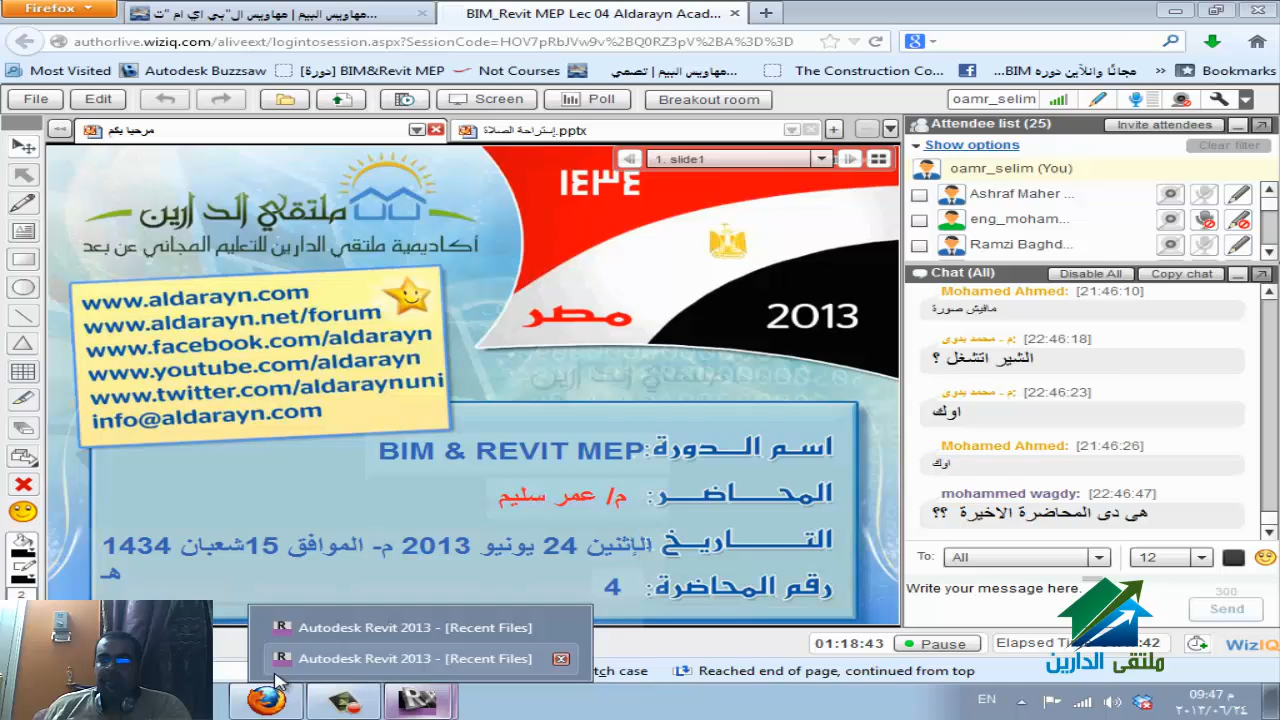 Firefox
مهاويس البيم | مهاويس ال"بي اي ام "ت...
BIM_Revit MEP Lec 04 Aldarayn Acad...
authorlive.wiziq.com/aliveext/logintosession.aspx?SessionCode=HOV7pRbJVw9v%2BQ0RZ3pV%2BA%3D%3D
Most Visited
Autodesk Buzzsaw
[دورة] BIM&Revit MEP
Not Courses
مهاويس البيم | تصمي...
The Construction Co...
مجانًا واونلآين دوره BIM...
Bookmarks
File
Edit
Screen
Poll
Breakout room
oamr_selim
مرحبا بكم
إستراحة الصلاة.pptx
1. slide1
Attendee list (25)
Invite attendees
Show options
Clear filter
oamr_selim (You)
Ashraf Maher ...
eng_moham...
Ramzi Baghd...
١٤٣٤
مصر
2013
ملتقي الدارين
أكاديمية ملتقي الدارين للتعليم المجاني عن بعد
www.aldarayn.com
www.aldarayn.net/forum
www.facebook.com/aldarayn
www.youtube.com/aldarayn
www.twitter.com/aldaraynuni
info@aldarayn.com
اسم الدورة: BIM & REVIT MEP
المحاضر: م/ عمر سليم
التاريخ: الإثنين 24 يونيو 2013 م- الموافق 15شعبان 1434
هـ
رقم المحاضرة: 4
Chat (All)
Disable All
Copy chat
Mohamed Ahmed: [21:46:10]
مافيش صورة
م - محمد بدوى: [22:46:18]
الشير اتشغل ؟
م - محمد بدوى: [22:46:23]
اوك
Mohamed Ahmed: [21:46:26]
اوك
mohammed wagdy: [22:46:47]
هى دى المحاضرة الاخيرة ؟؟
To:
All
12
Write your message here.
300
Send
2
01:18:43
Pause
Elapsed
42
WizIQ
ملتقى الدارين
Autodesk Revit 2013 - [Recent Files]
Autodesk Revit 2013 - [Recent Files]
tch case
Reached end of page, continued from top
EN
09:47 م
٢٠١٣/٠٦/٢٤